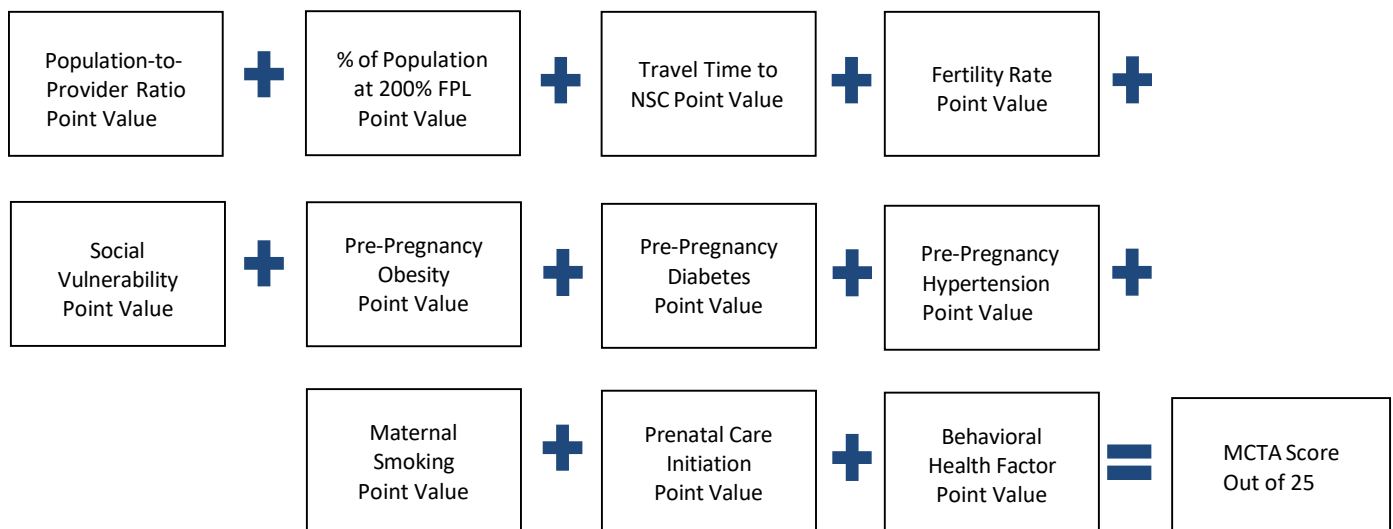 Population-to-
Provider Ratio
Point Value
% of Population
at 200% FPL
Point Value
Travel Time to
NSC Point Value
Fertility Rate
Point Value
Social
Vulnerability
Point Value
Pre-Pregnancy
Obesity
Point Value
Pre-Pregnancy
Diabetes
Point Value
Pre-Pregnancy
Hypertension
Point Value
Maternal
Smoking
Point Value
Prenatal Care
Initiation
Point Value
Behavioral
Health Factor
Point Value
MCTA Score
Out of 25